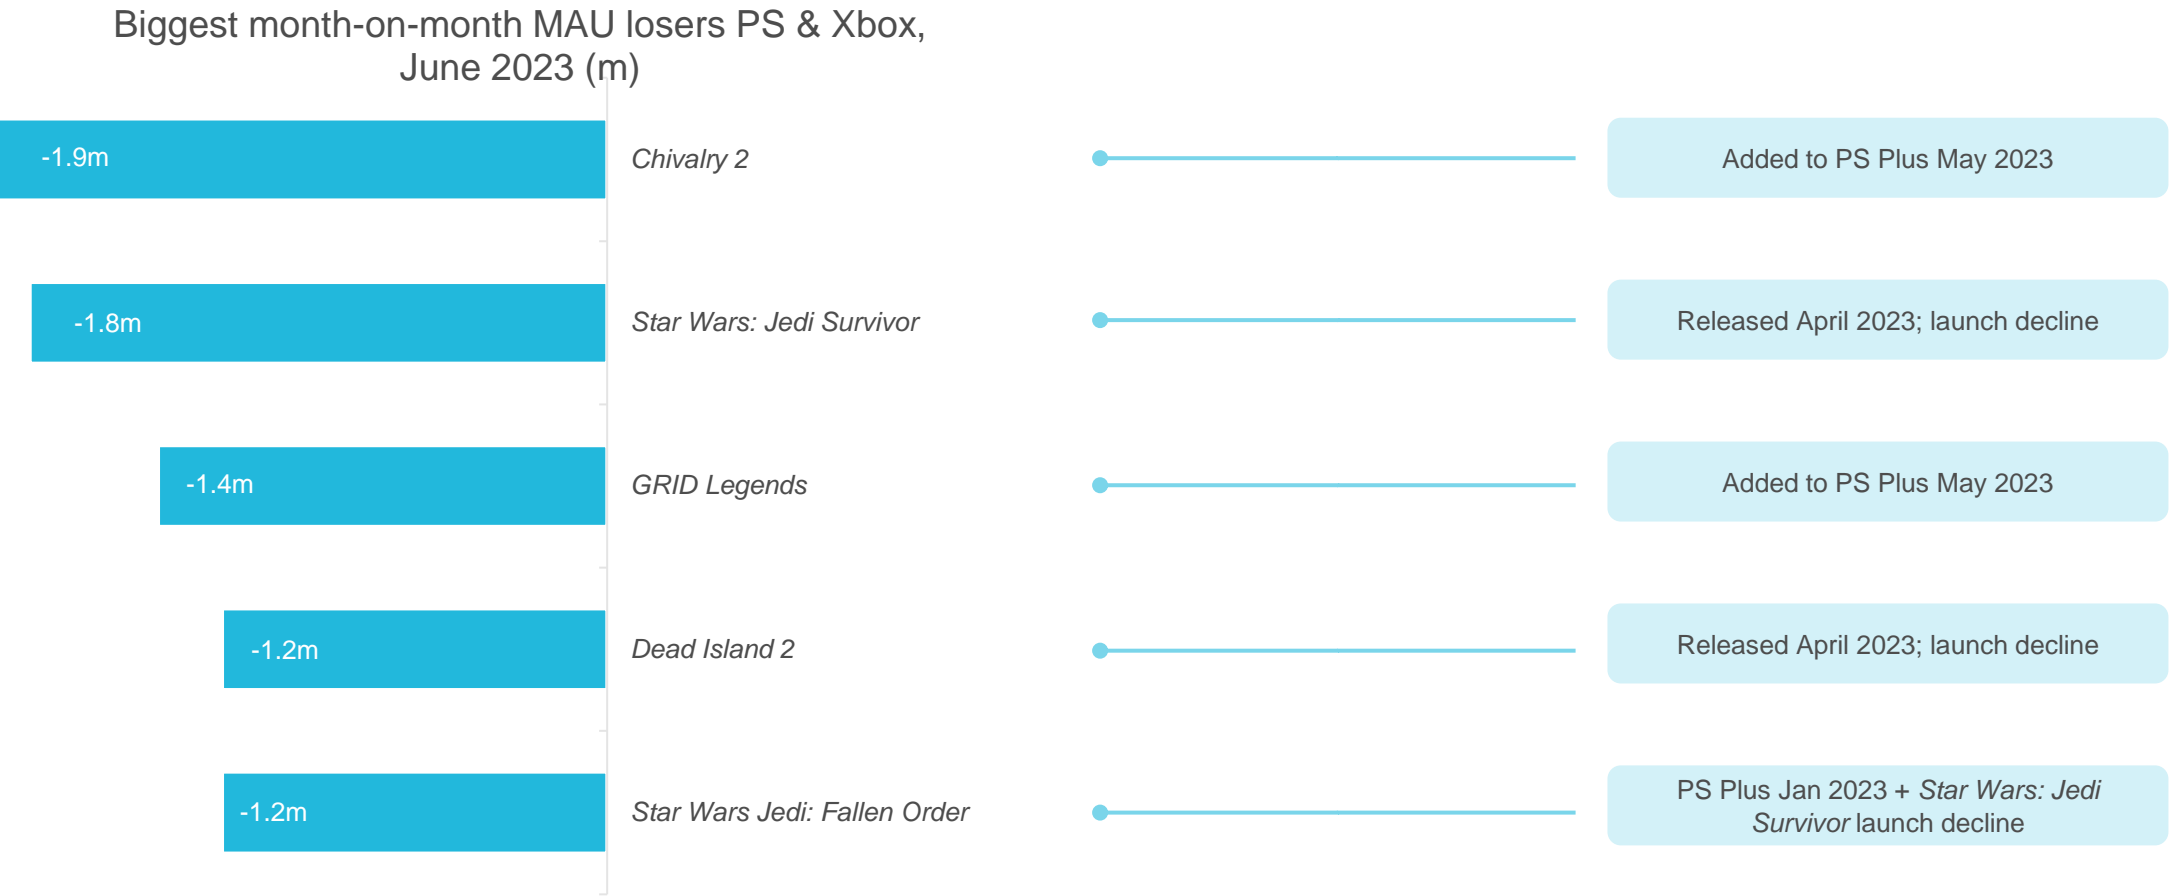 Biggest month-on-month MAU losers PS & Xbox,
June 2023 (m)
-1.9m
Chivalry 2
Added to PS Plus May 2023
-1.8m
Star Wars: Jedi Survivor
Released April 2023; launch decline
-1.4m
GRID Legends
Added to PS Plus May 2023
-1.2m
Dead Island 2
Released April 2023; launch decline
-1.2m
Star Wars Jedi: Fallen Order
PS Plus Jan 2023 + Star Wars: Jedi
Survivor launch decline